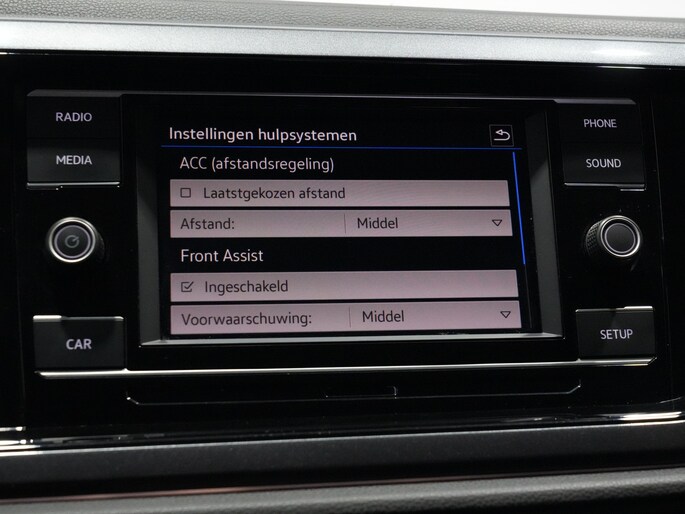 RADIO
MEDIA
CAR
Instellingen hulpsystemen
ACC (afstandsregeling)
Laatstgekozen afstand
Afstand: Middel
Front Assist
Ingeschakeld
Voorwaarschuwing: Middel
PHONE
SOUND
SETUP